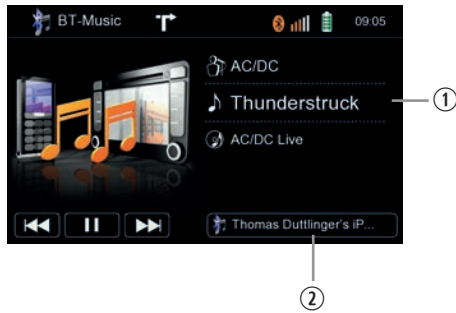 BT-Music
09:05
AC/DC
Thunderstruck
1
AC/DC Live
Thomas Duttlinger's iP...
2